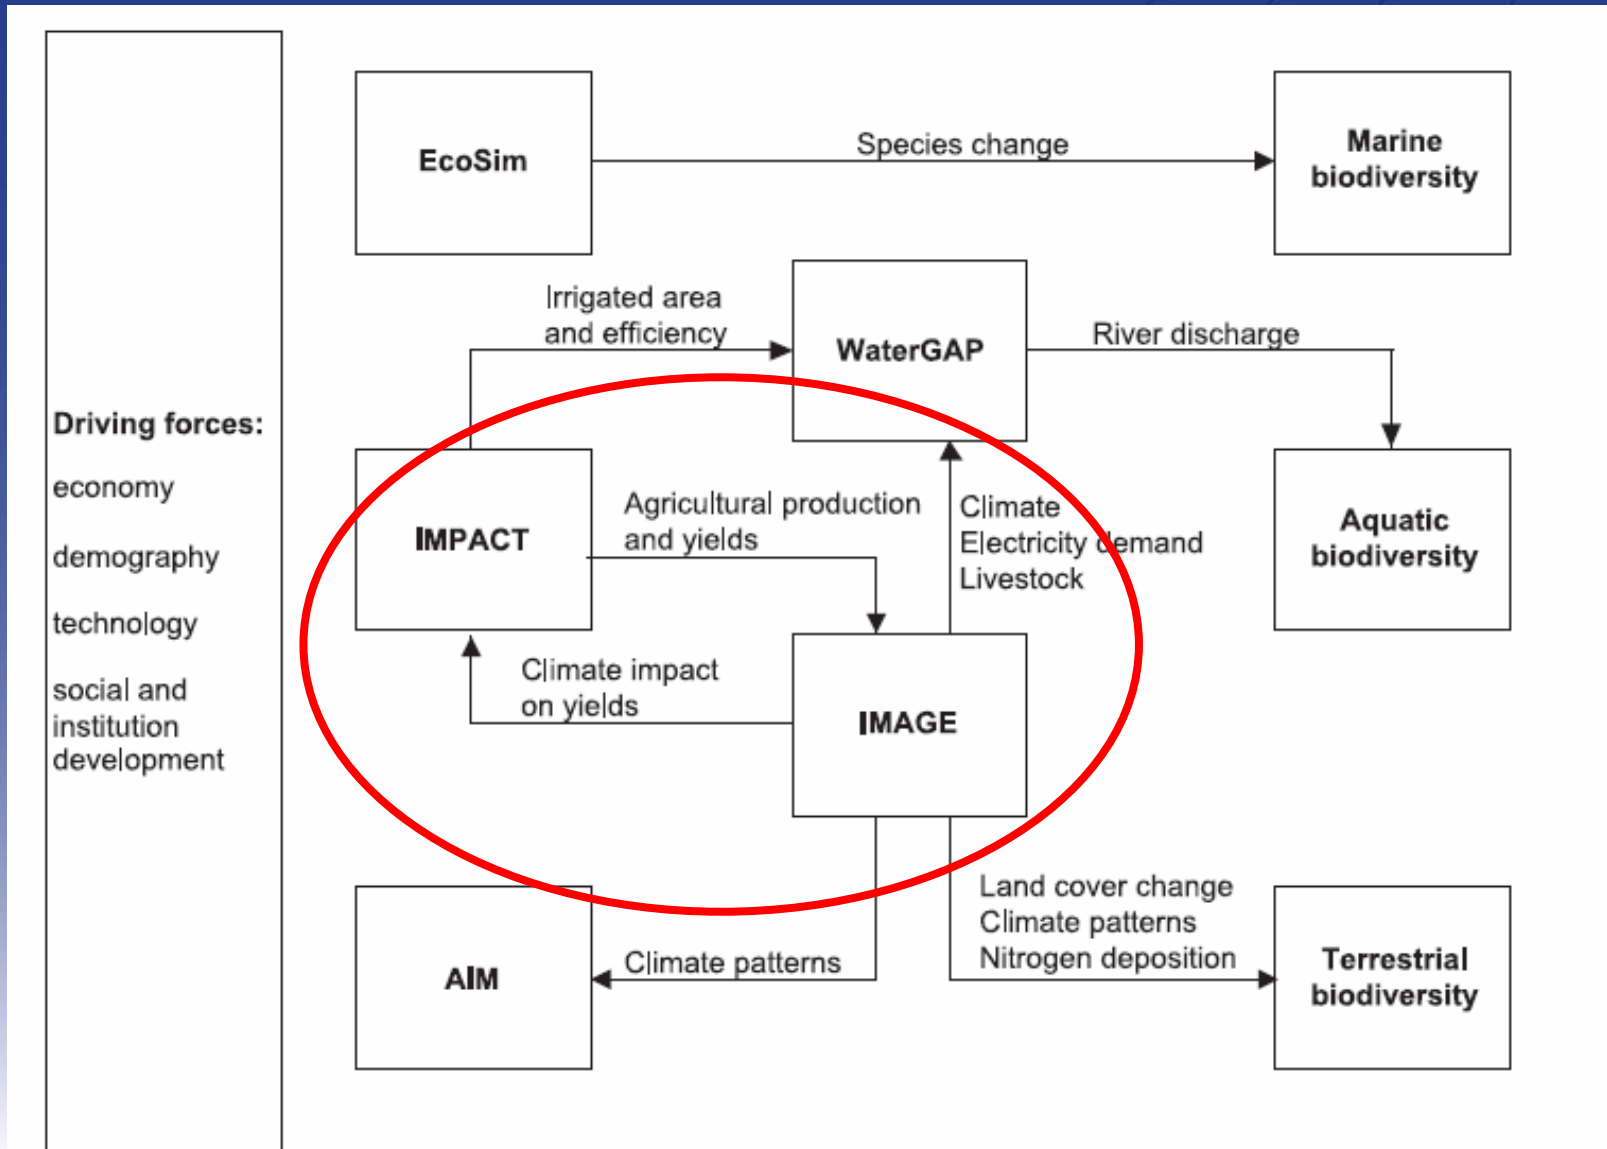 Driving forces:
economy
demography
technology
social and
institution
development
EcoSim
Species change
Marine
biodiversity
Irrigated area
and efficiency
WaterGAP
River discharge
IMPACT
Agricultural production
and yields
Climate
Electricity demand
Livestock
Aquatic
biodiversity
Climate impact
on yields
IMAGE
AIM
Climate patterns
Land cover change
Climate patterns
Nitrogen deposition
Terrestrial
biodiversity